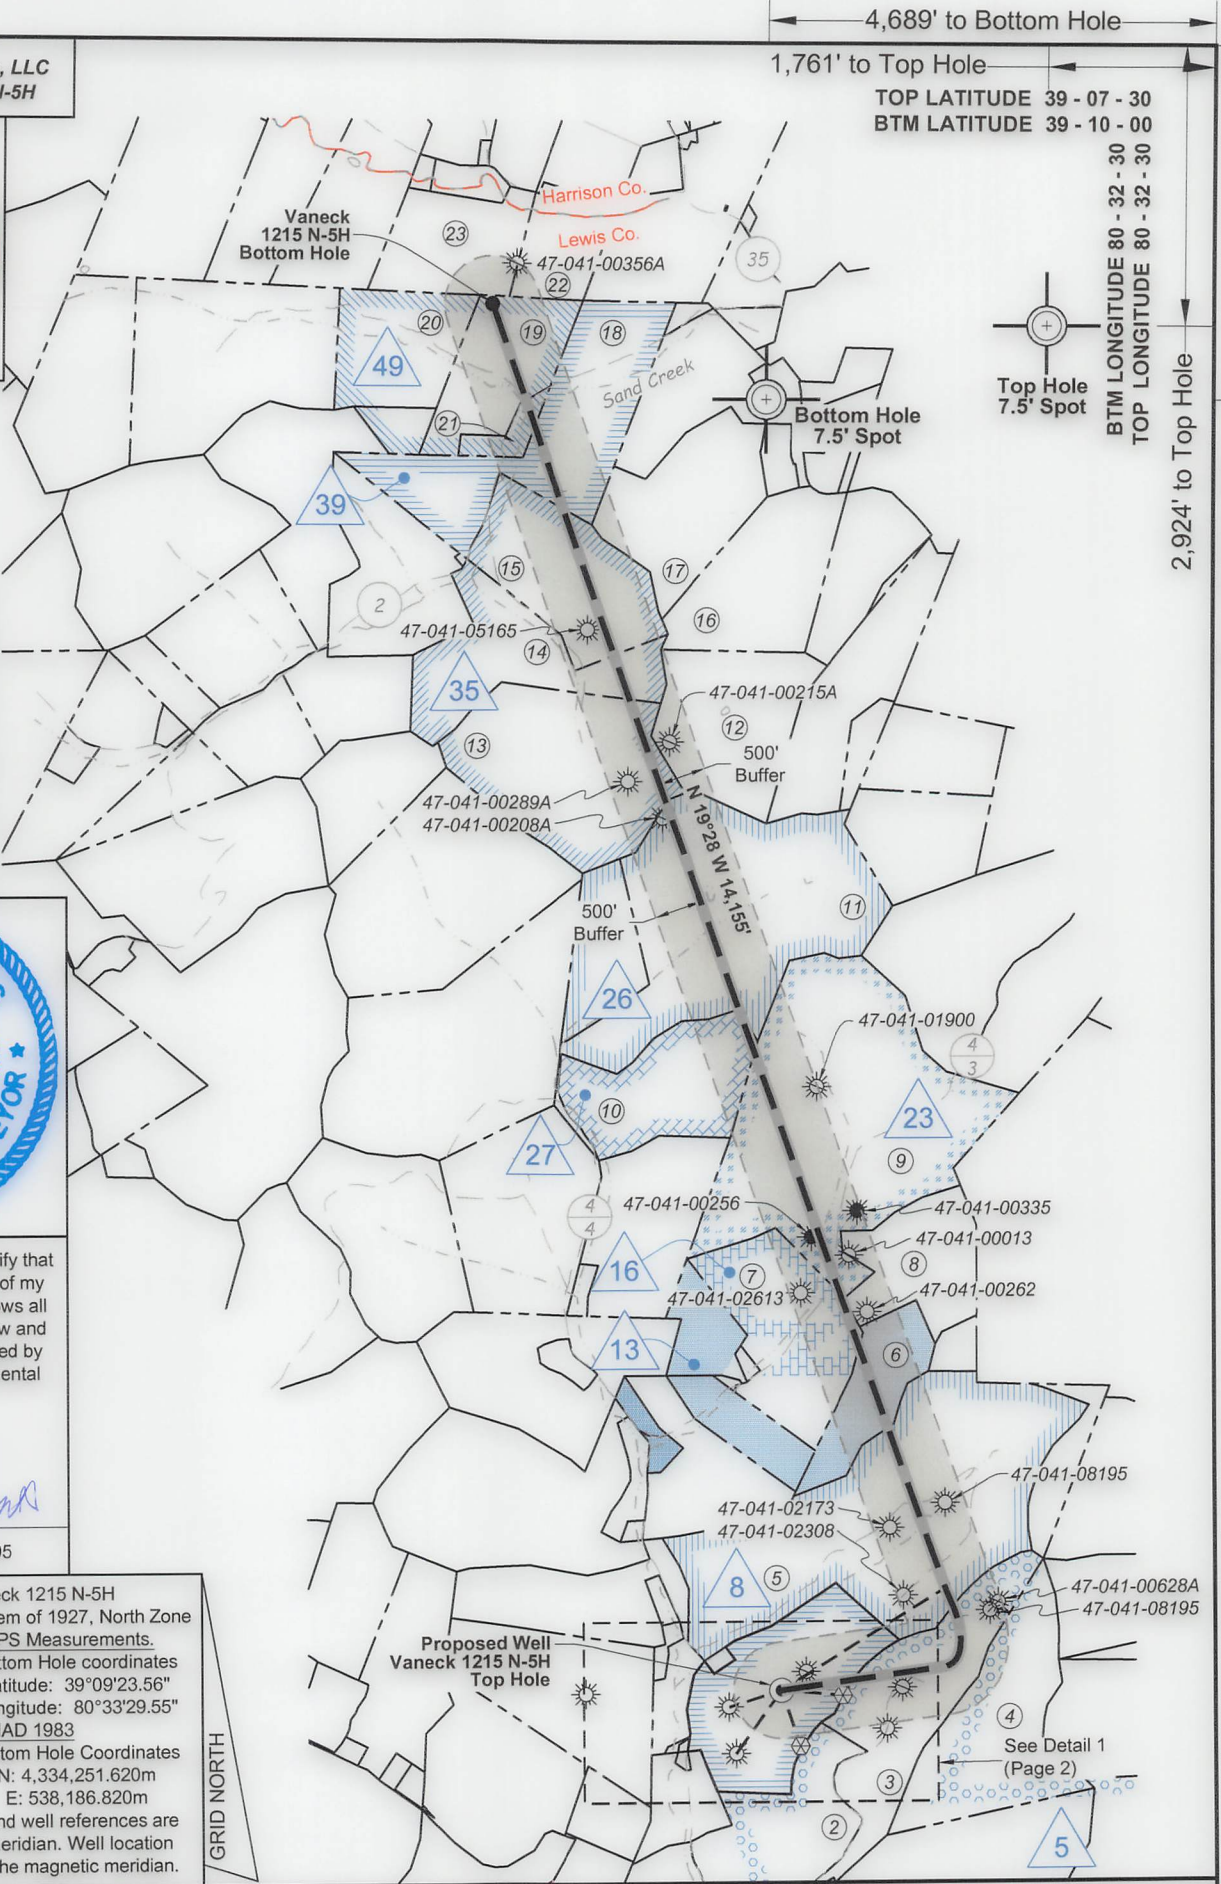 4,689' to Bottom Hole
1,761' to Top Hole
, LLC
-5H
TOP LATITUDE 39 - 07 - 30
BTM LATITUDE 39 - 10 - 00
BTM LONGITUDE 80 - 32 - 30
TOP LONGITUDE 80 - 32 - 30
2,924' to Top Hole
Harrison Co.
Lewis Co.
Vaneck
1215 N-5H
Bottom Hole
23
47-041-00356A
22
35
20
19
18
49
Sand Creek
Top Hole
7.5' Spot
Bottom Hole
7.5' Spot
21
39
15
17
2
16
47-041-05165
14
35
47-041-00215A
12
13
500'
Buffer
47-041-00289A
47-041-00208A
N 19°28 W 14,155'
11
500'
Buffer
26
47-041-01900
4
3
23
10
27
9
47-041-00256
47-041-00335
4
4
47-041-00013
8
16
7
47-041-02613
47-041-00262
13
6
47-041-08195
47-041-02173
47-041-02308
8
5
47-041-00628A
47-041-08195
Proposed Well
Vaneck 1215 N-5H
Top Hole
4
See Detail 1
(Page 2)
3
2
5
YOR
ify that
of my
ws all
w and
ed by
ental
05
eck 1215 N-5H
em of 1927, North Zone
PS Measurements.
ttom Hole coordinates
atitude: 39°09'23.56"
ngitude: 80°33'29.55"
NAD 1983
tom Hole Coordinates
N: 4,334,251.620m
E: 538,186.820m
nd well references are
eridian. Well location
he magnetic meridian.
GRID NORTH